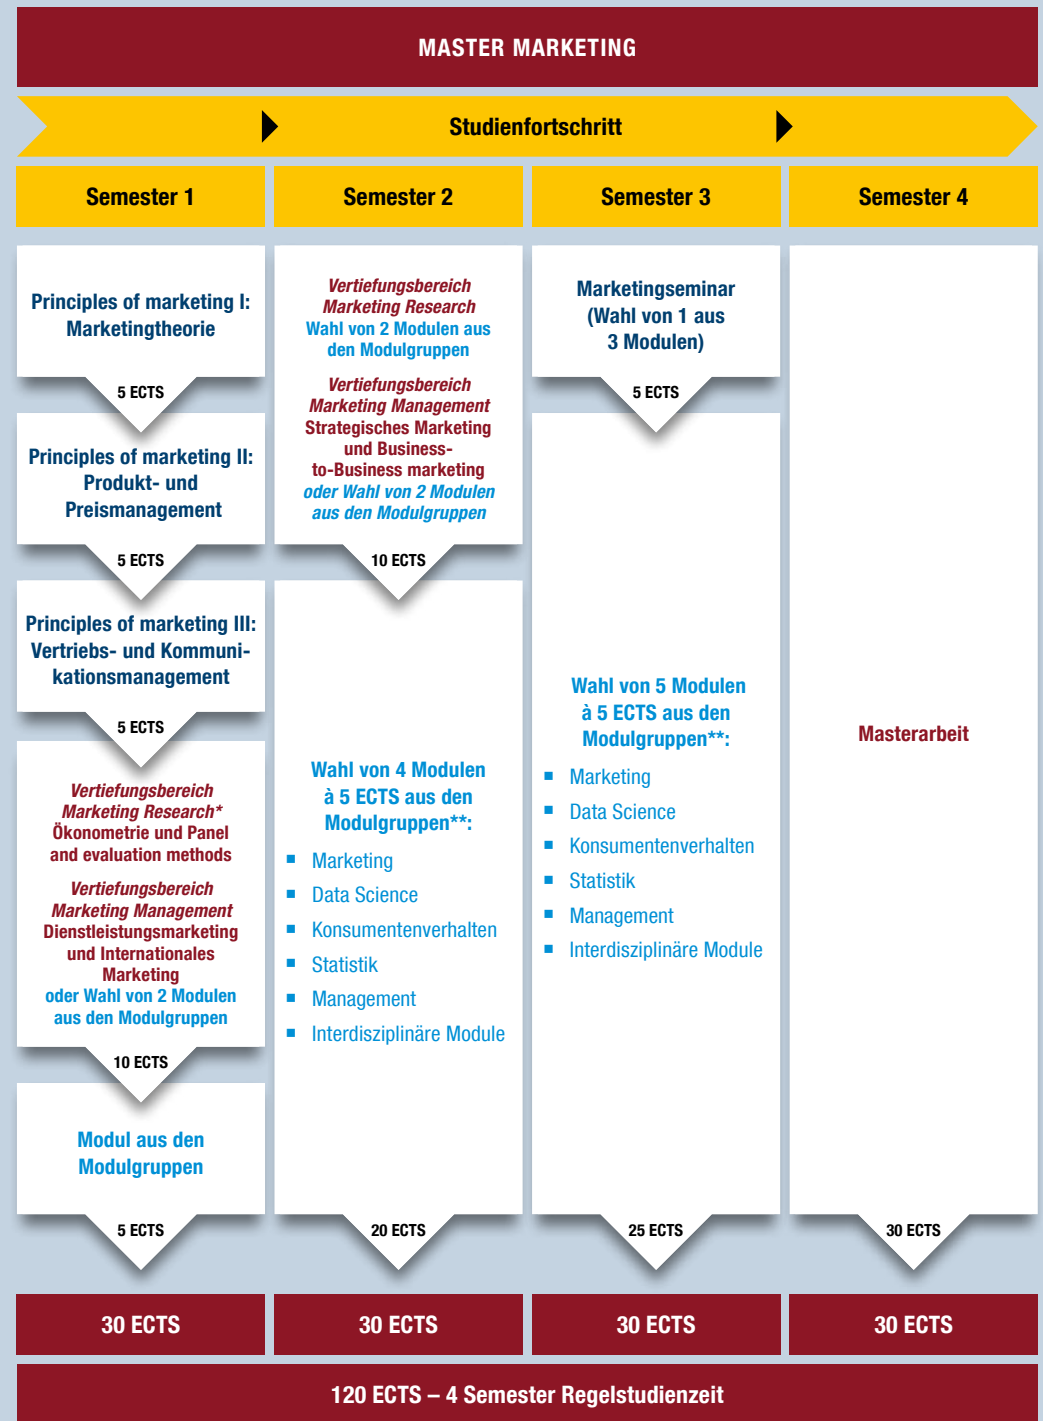 MASTER MARKETING
Studienfortschritt
Semester 1
Semester 2
Semester 3
Semester 4
Principles of marketing I:
Marketingtheorie
5 ECTS
Principles of marketing II:
Produkt- und
Preismanagement
5 ECTS
Principles of marketing III:
Vertriebs- und Kommuni-
kationsmanagement
5 ECTS
Vertiefungsbereich
Marketing Research*
Ökonometrie und Panel
and evaluation methods
Vertiefungsbereich
Marketing Management
Dienstleistungsmarketing
und Internationales
Marketing
oder Wahl von 2 Modulen
aus den Modulgruppen
10 ECTS
Modul aus den
Modulgruppen
5 ECTS
Vertiefungsbereich
Marketing Research
Wahl von 2 Modulen aus
den Modulgruppen
Vertiefungsbereich
Marketing Management
Strategisches Marketing
und Business-
to-Business marketing
oder Wahl von 2 Modulen
aus den Modulgruppen
10 ECTS
Wahl von 4 Modulen
à 5 ECTS aus den
Modulgruppen**:
▪ Marketing
▪ Data Science
▪ Konsumentenverhalten
▪ Statistik
▪ Management
▪ Interdisziplinäre Module
20 ECTS
Marketingseminar
(Wahl von 1 aus
3 Modulen)
5 ECTS
Wahl von 5 Modulen
à 5 ECTS aus den
Modulgruppen**:
▪ Marketing
▪ Data Science
▪ Konsumentenverhalten
▪ Statistik
▪ Management
▪ Interdisziplinäre Module
25 ECTS
Masterarbeit
30 ECTS
30 ECTS
30 ECTS
30 ECTS
30 ECTS
120 ECTS – 4 Semester Regelstudienzeit